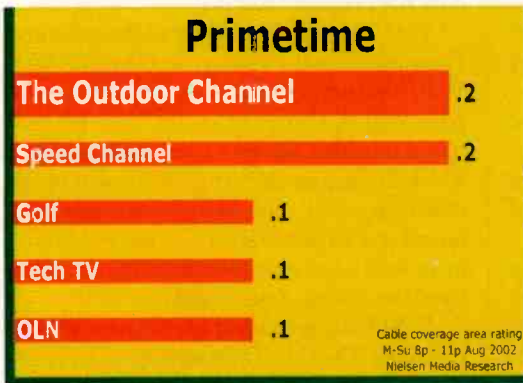 Primetime
The Outdoor Channel .2
Speed Channel .2
Golf .1
Tech TV .1
OLN .1
Cable coverage area rating
M-Su 8p - 11p Aug 2002
Nielsen Media Research